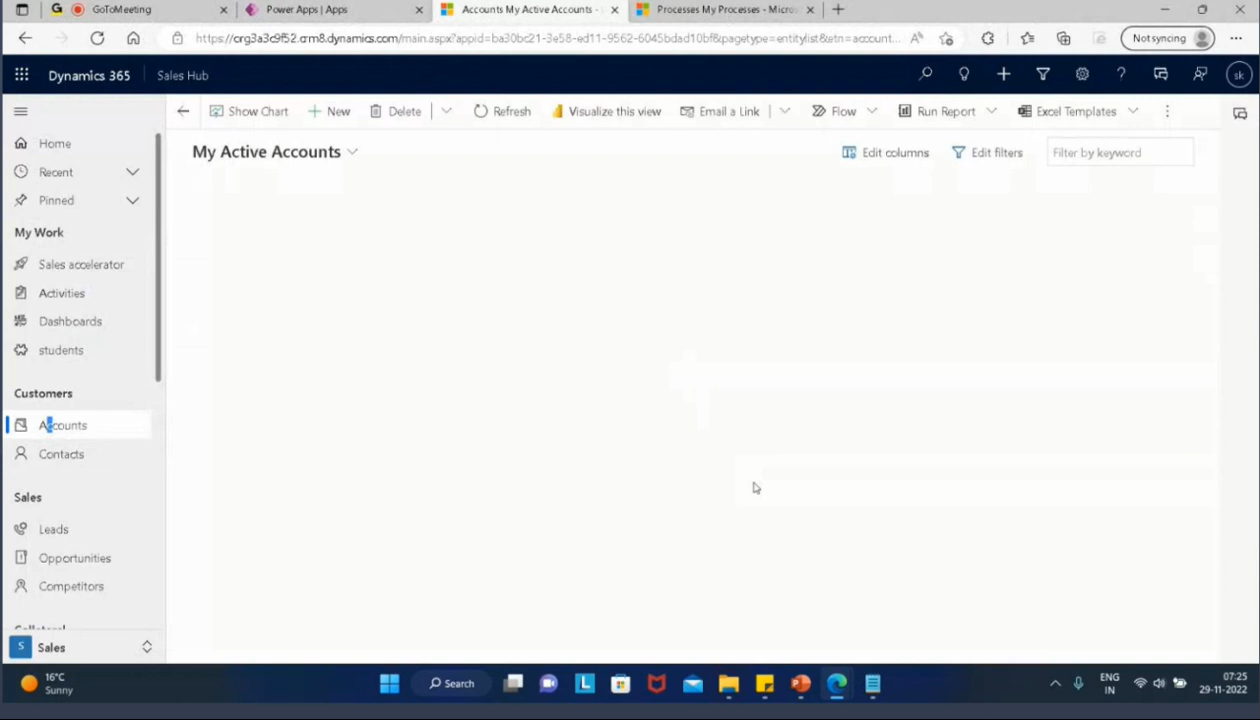 GoToMeeting
Power Apps | Apps
Accounts My Active Accounts -
Processes My Processes - Micros
https://org3a3c9f52.crm8.dynamics.com/main.aspx?appid=ba30bc21-3e58-ed11-9562-6045bdad10bf&pagetype=entitylist&etn=account...
Not syncing
Dynamics 365
Sales Hub
sk
Show Chart
New
Delete
Refresh
Visualize this view
Email a Link
Flow
Run Report
Excel Templates
My Active Accounts
Edit columns
Edit filters
Filter by keyword
Home
Recent
Pinned
My Work
Sales accelerator
Activities
Dashboards
students
Customers
Accounts
Contacts
Sales
Leads
Opportunities
Competitors
S
Sales
16°C
Sunny
Search
ENG
IN
07:25
29-11-2022